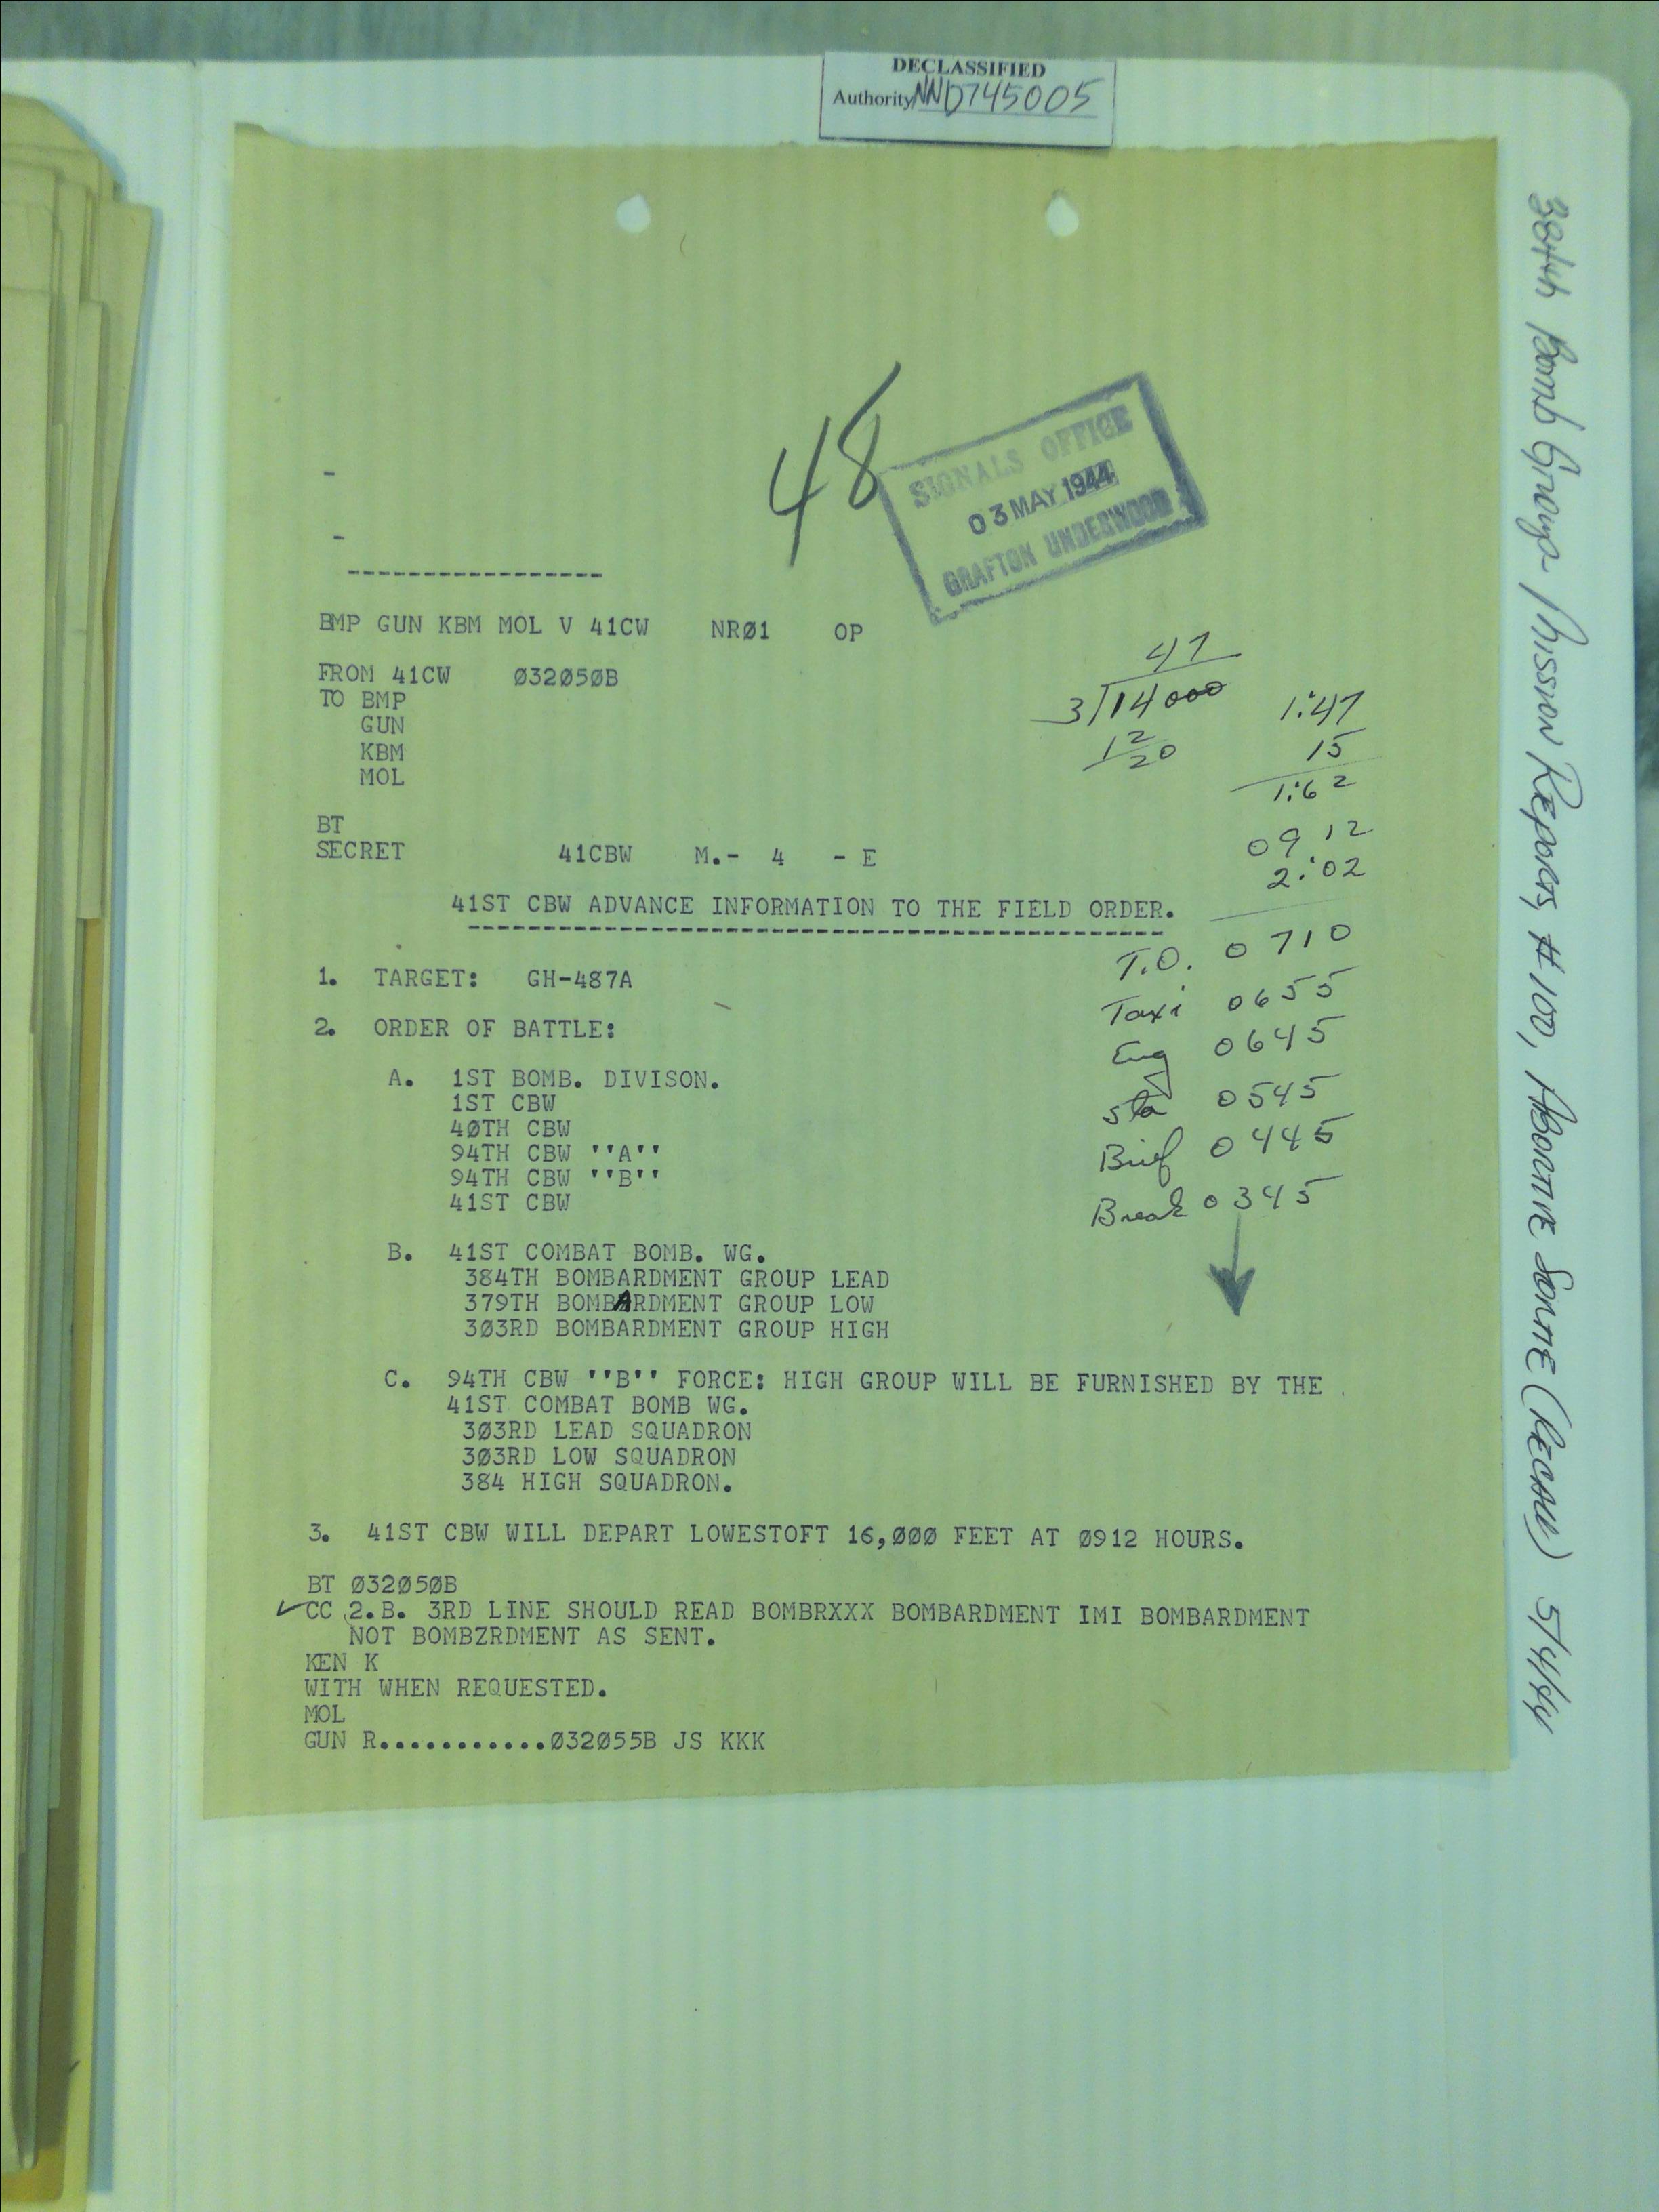 DECLASSIFIED
Authority NND745005
48
SIGNALS OFFICE
03 MAY 1944
GRAFTON UNDERWOOD
-
-
-----------------
BMP GUN KBM MOL V 41CW NRØ1 OP
FROM 41CW Ø32Ø5ØB
TO BMP
GUN
KBM
MOL
BT
SECRET 41CBW M.- 4 - E
41ST CBW ADVANCE INFORMATION TO THE FIELD ORDER.
----------------------------------------------
1. TARGET: GH-487A
2. ORDER OF BATTLE:
A. 1ST BOMB. DIVISON.
1ST CBW
4ØTH CBW
94TH CBW ''A''
94TH CBW ''B''
41ST CBW
B. 41ST COMBAT BOMB. WG.
384TH BOMBARDMENT GROUP LEAD
379TH BOMBARDMENT GROUP LOW
3Ø3RD BOMBARDMENT GROUP HIGH
C. 94TH CBW ''B'' FORCE: HIGH GROUP WILL BE FURNISHED BY THE
41ST COMBAT BOMB WG.
3Ø3RD LEAD SQUADRON
3Ø3RD LOW SQUADRON
384 HIGH SQUADRON.
3. 41ST CBW WILL DEPART LOWESTOFT 16,ØØØ FEET AT Ø912 HOURS.
BT Ø32Ø5ØB
CC 2.B. 3RD LINE SHOULD READ BOMBRXXX BOMBARDMENT IMI BOMBARDMENT
NOT BOMBZRDMENT AS SENT.
KEN K
WITH WHEN REQUESTED.
MOL
GUN R............Ø32Ø55B JS KKK
47
3)14000
12
20
1:47
15
1:62
0912
2:02
T.O. 0710
Taxi 0655
Eng 0645
Sta 0545
Brief 0445
Break 0345
384th Bomb Group Mission Reports, #100, Abortive Sortie (Recall) 5/4/44